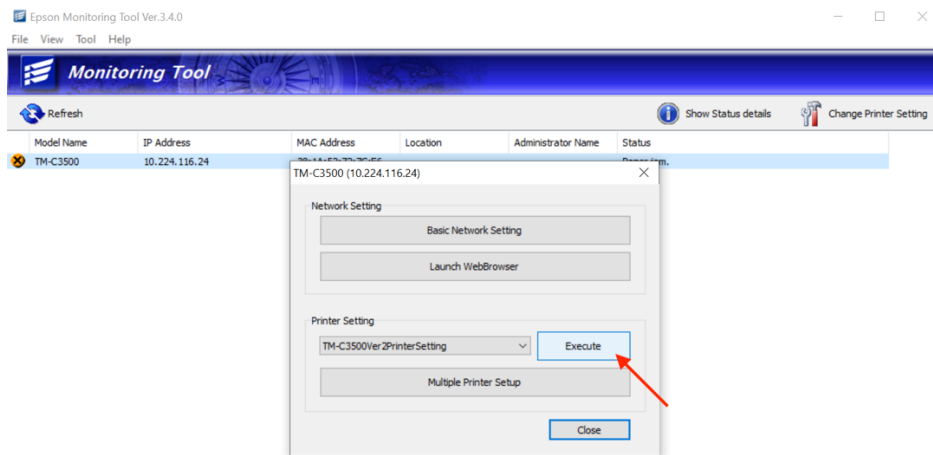 Epson Monitoring Tool Ver.3.4.0
File View Tool Help
Monitoring Tool
Refresh Show Status details Change Printer Setting
Model Name IP Address MAC Address Location Administrator Name Status
TM-C3500 10.224.116.24
TM-C3500 (10.224.116.24)
Network Setting
Basic Network Setting
Launch WebBrowser
Printer Setting
TM-C3500Ver2PrinterSetting Execute
Multiple Printer Setup
Close